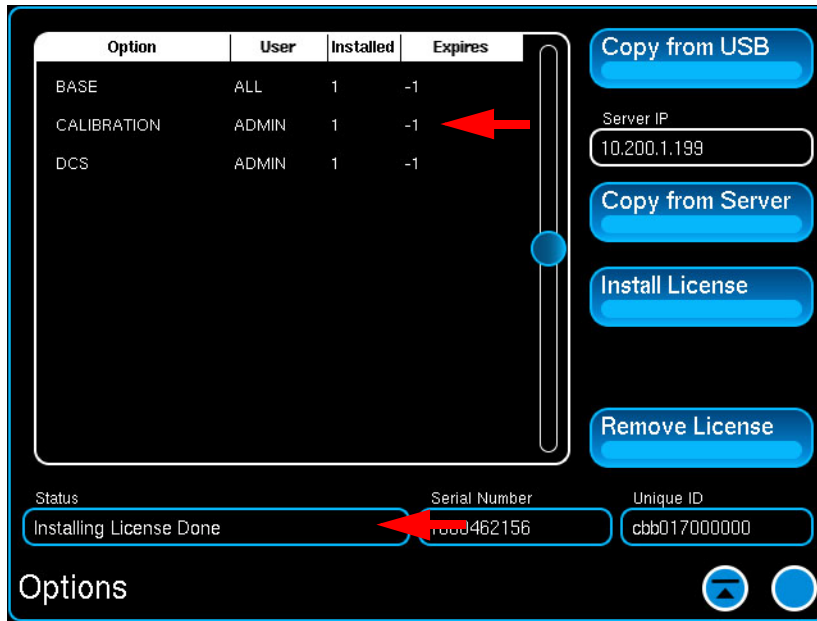 Option User Installed Expires
BASE ALL 1 -1
CALIBRATION ADMIN 1 -1
DCS ADMIN 1 -1
Copy from USB
Server IP
10.200.1.199
Copy from Server
Install License
Remove License
Status Serial Number Unique ID
Installing License Done cbb017000000
Options